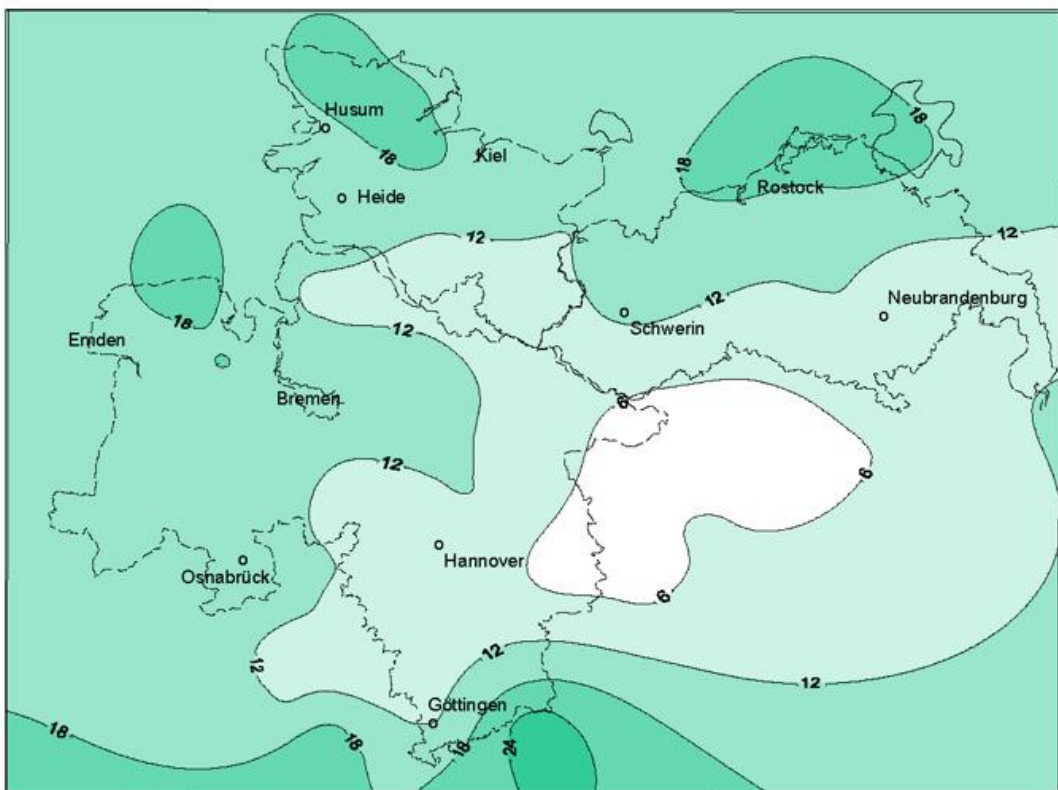 Husum
18
Kiel
18
18
Rostock
Heide
12
12
12
Neubrandenburg
18
12
Schwerin
Emden
Bremen
6
12
6
Hannover
Osnabrück
6
12
12
12
Göttingen
18
18
18
24